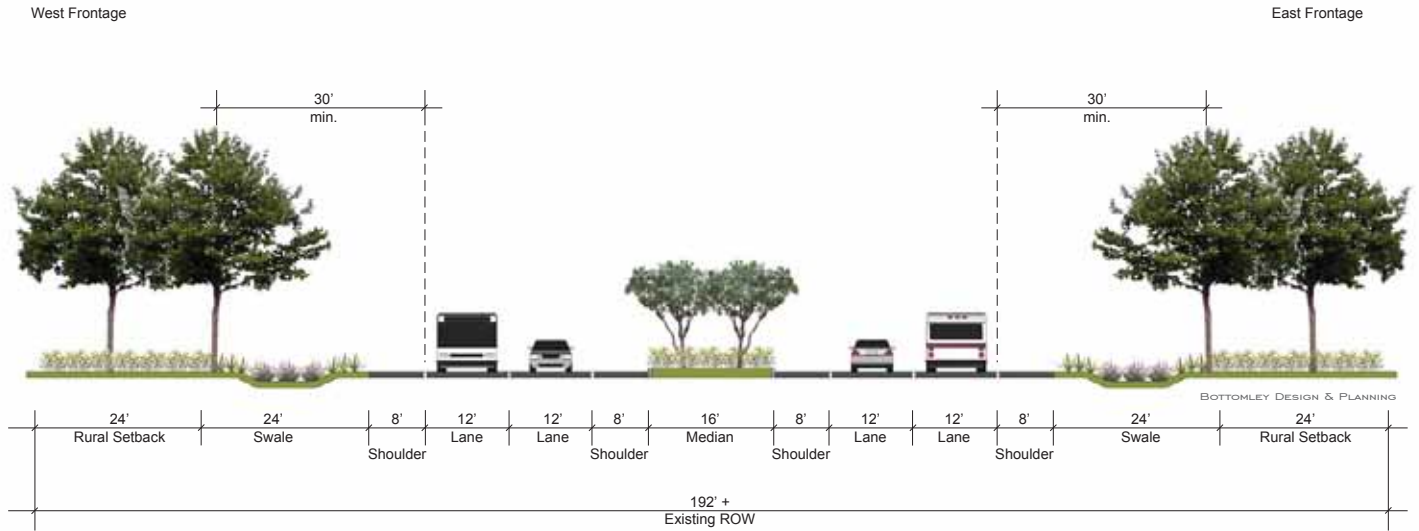 West Frontage
East Frontage
30’
min.
30’
min.
BOTTOMLEY DESIGN & PLANNING
24’
Rural Setback
24’
Swale
8’
Shoulder
12’
Lane
12’
Lane
8’
Shoulder
16’
Median
8’
Shoulder
12’
Lane
12’
Lane
8’
Shoulder
24’
Swale
24’
Rural Setback
192’ +
Existing ROW